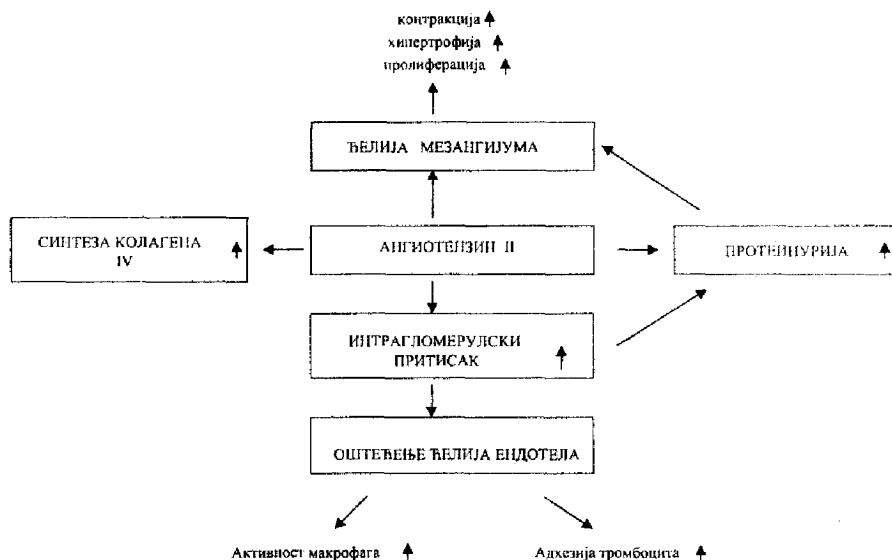 контракција ↑
хипертрофија ↑
пролиферација ↑
ЋЕЛИЈА МЕЗАНГИЈУМА
СИНТЕЗА КОЛАГЕНА
IV ↑
АНГИОТЕНЗИН II
ПРОТЕИНУРИЈА ↑
ИНТРАГЛОМЕРУЛСКИ
ПРИТИСАК ↑
ОШТЕЋЕЊЕ ЋЕЛИЈА ЕНДОТЕЛА
Активност макрофага ↑
Адхезија тромбоцита ↑